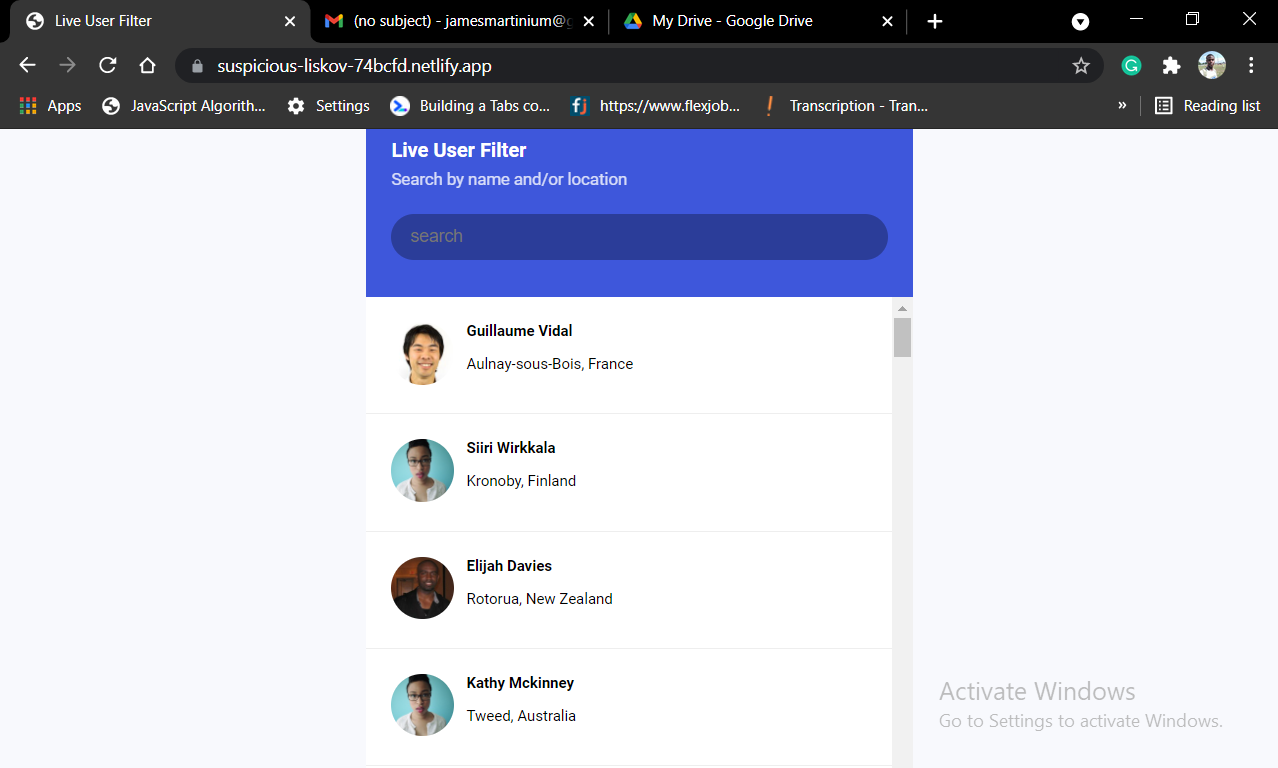 Live User Filter
(no subject) - jamesmartinium@
My Drive - Google Drive
suspicious-liskov-74bcfd.netlify.app
Apps
JavaScript Algorith...
Settings
Building a Tabs co...
fj
https://www.flexjob...
Transcription - Tran...
»
Reading list
Live User Filter
Search by name and/or location
search
Guillaume Vidal
Aulnay-sous-Bois, France
Siiri Wirkkala
Kronoby, Finland
Elijah Davies
Rotorua, New Zealand
Kathy Mckinney
Tweed, Australia
Activate Windows
Go to Settings to activate Windows.